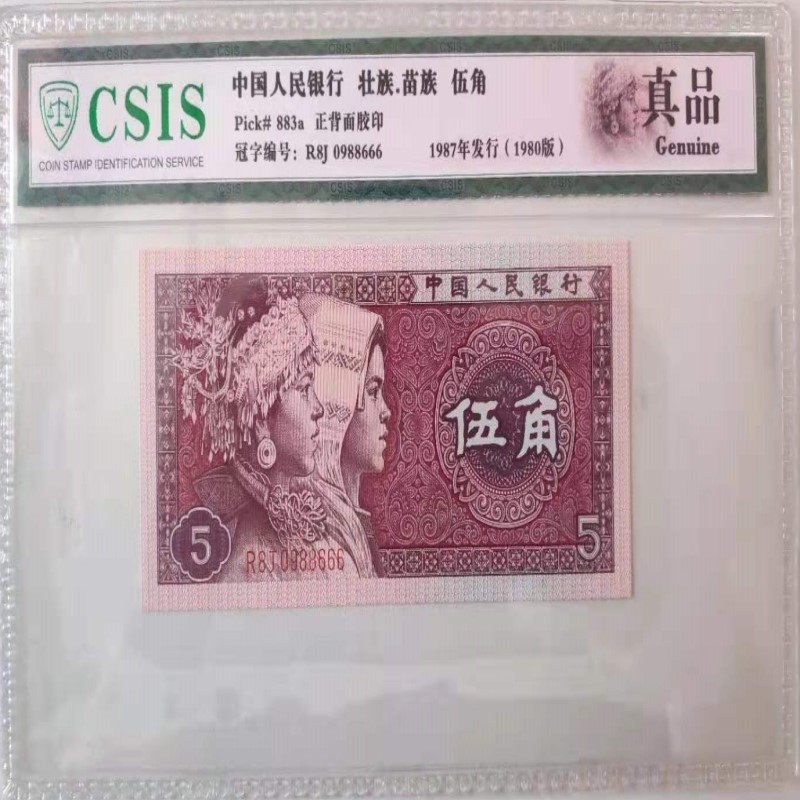 CSIS
COIN STAMP IDENTIFICATION SERVICE
中国人民银行 壮族.苗族 伍角
Pick# 883a 正背面胶印
冠字编号: R8J 0988666 1987年发行(1980版)
真品
Genuine
中国人民银行
伍角
5
R8J0988666
5